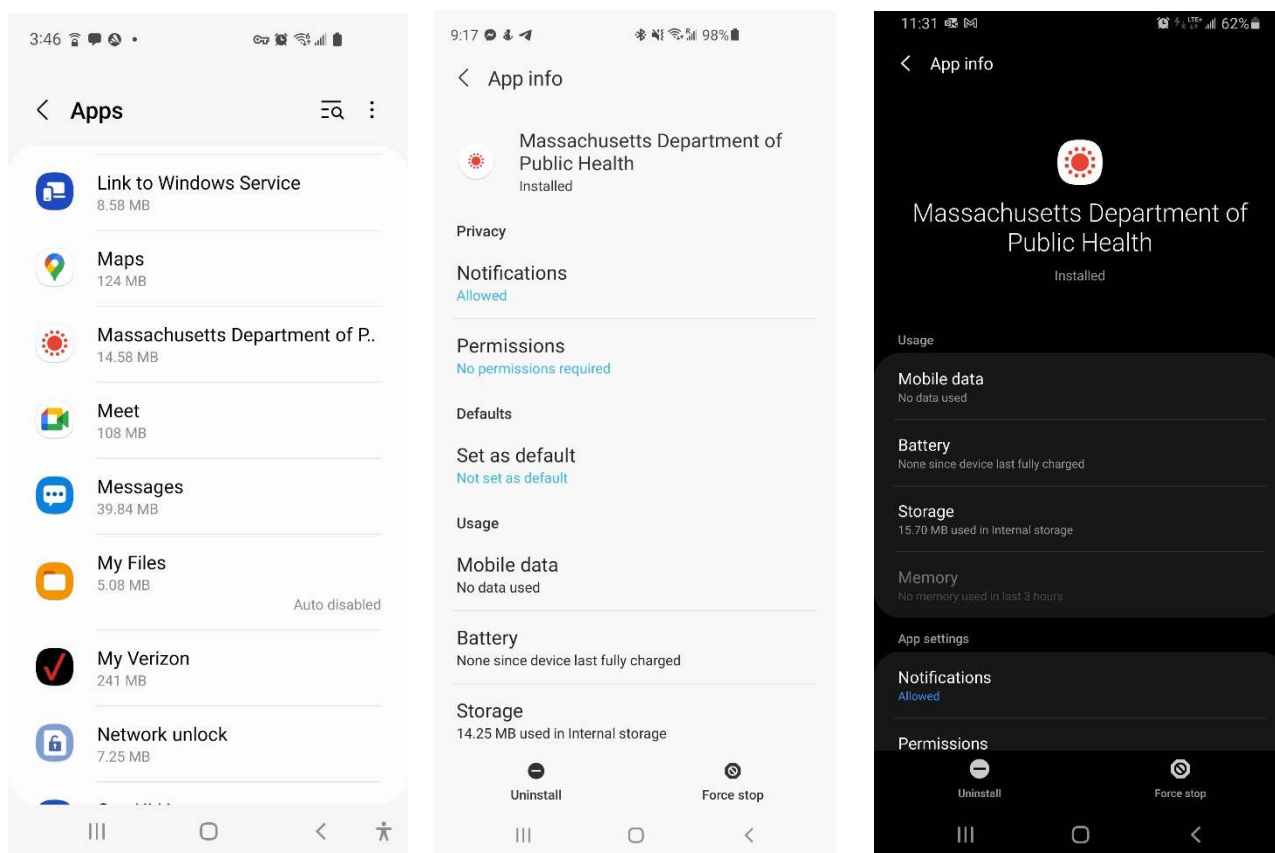 3:46
Apps
Link to Windows Service
8.58 MB
Maps
124 MB
Massachusetts Department of P..
14.58 MB
Meet
108 MB
Messages
39.84 MB
My Files
5.08 MB
Auto disabled
My Verizon
241 MB
Network unlock
7.25 MB
9:17
98%
App info
Massachusetts Department of
Public Health
Installed
Privacy
Notifications
Allowed
Permissions
No permissions required
Defaults
Set as default
Not set as default
Usage
Mobile data
No data used
Battery
None since device last fully charged
Storage
14.25 MB used in Internal storage
Uninstall
Force stop
11:31
LTE+
62%
App info
Massachusetts Department of
Public Health
Installed
Usage
Mobile data
No data used
Battery
None since device last fully charged
Storage
15.70 MB used in Internal storage
Memory
No memory used in last 3 hours
App settings
Notifications
Allowed
Permissions
Uninstall
Force stop